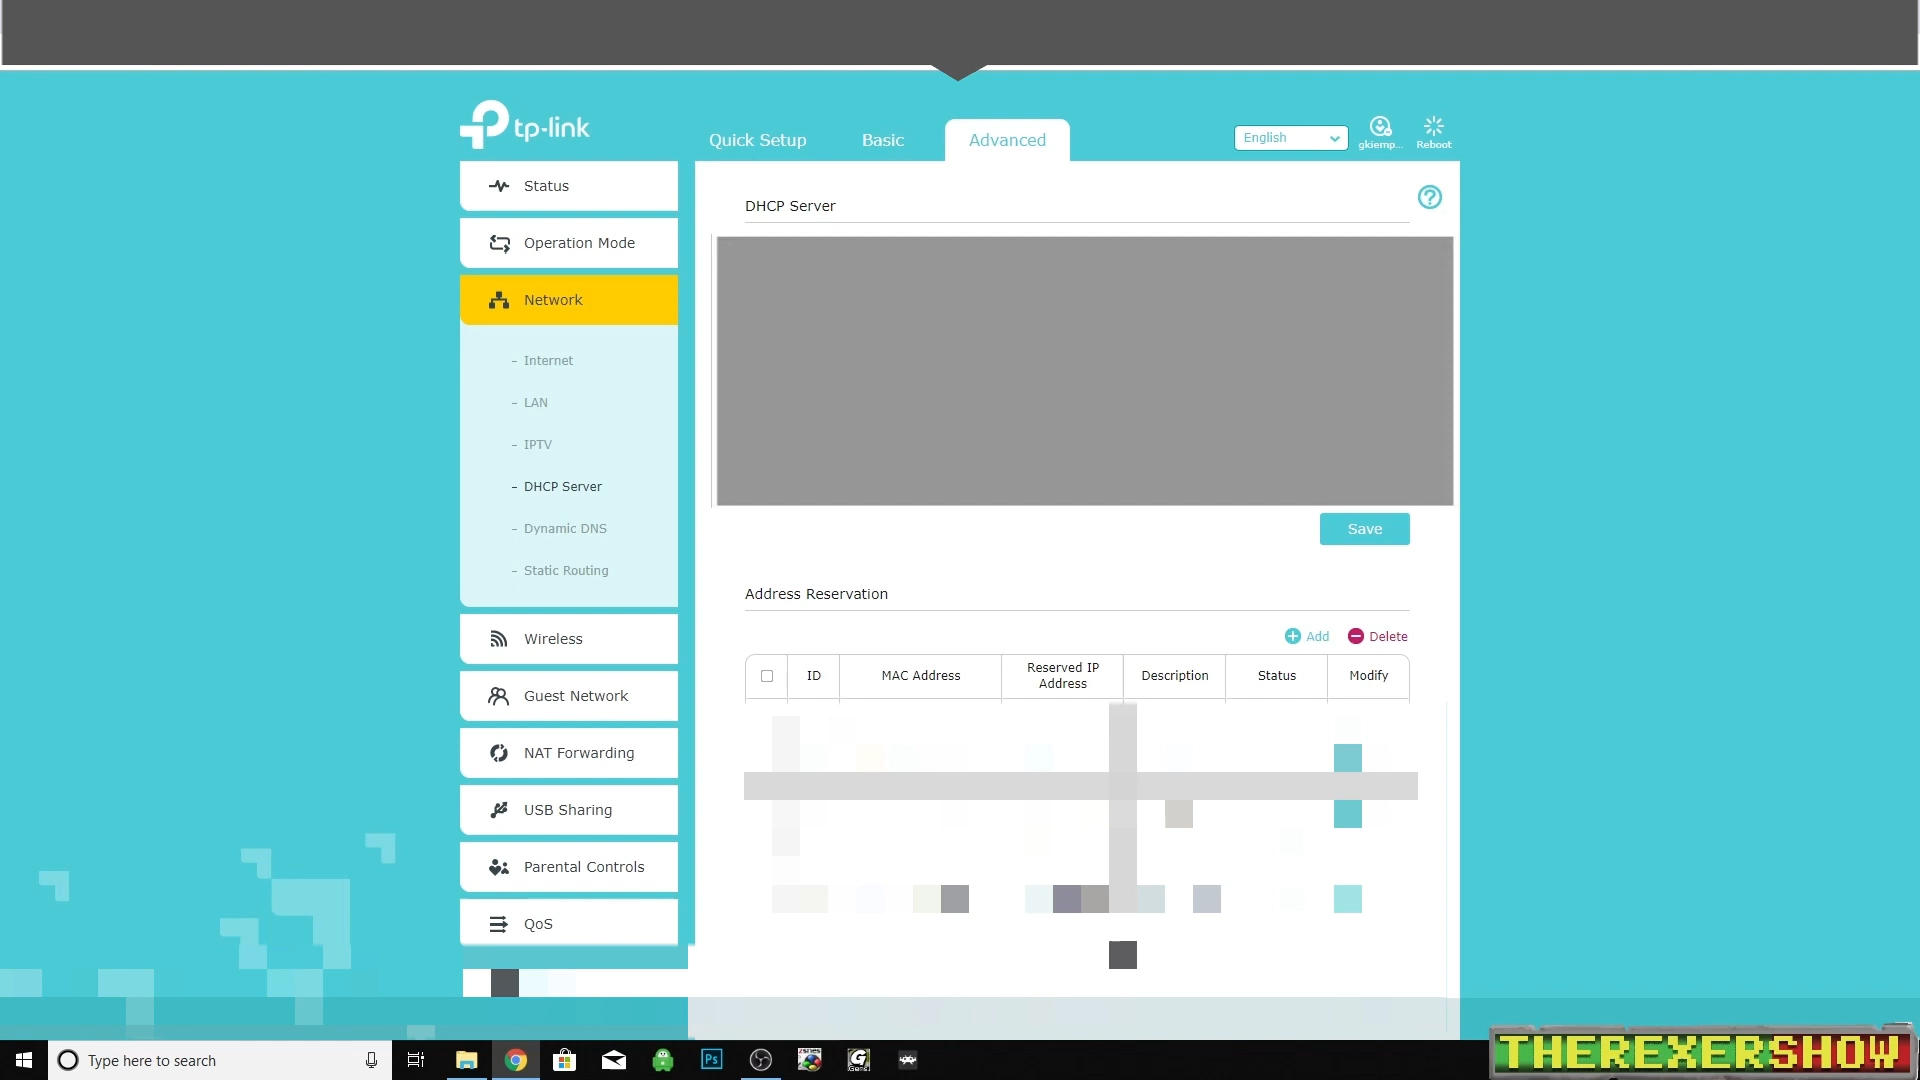 tp-link
Quick Setup
Basic
Advanced
English
gkiemp...
Reboot
Status
Operation Mode
Network
- Internet
- LAN
- IPTV
- DHCP Server
- Dynamic DNS
- Static Routing
Wireless
Guest Network
NAT Forwarding
USB Sharing
Parental Controls
QoS
DHCP Server
Save
Address Reservation
Add
Delete
ID
MAC Address
Reserved IP
Address
Description
Status
Modify
Type here to search
Ps
THEREXERSHOW